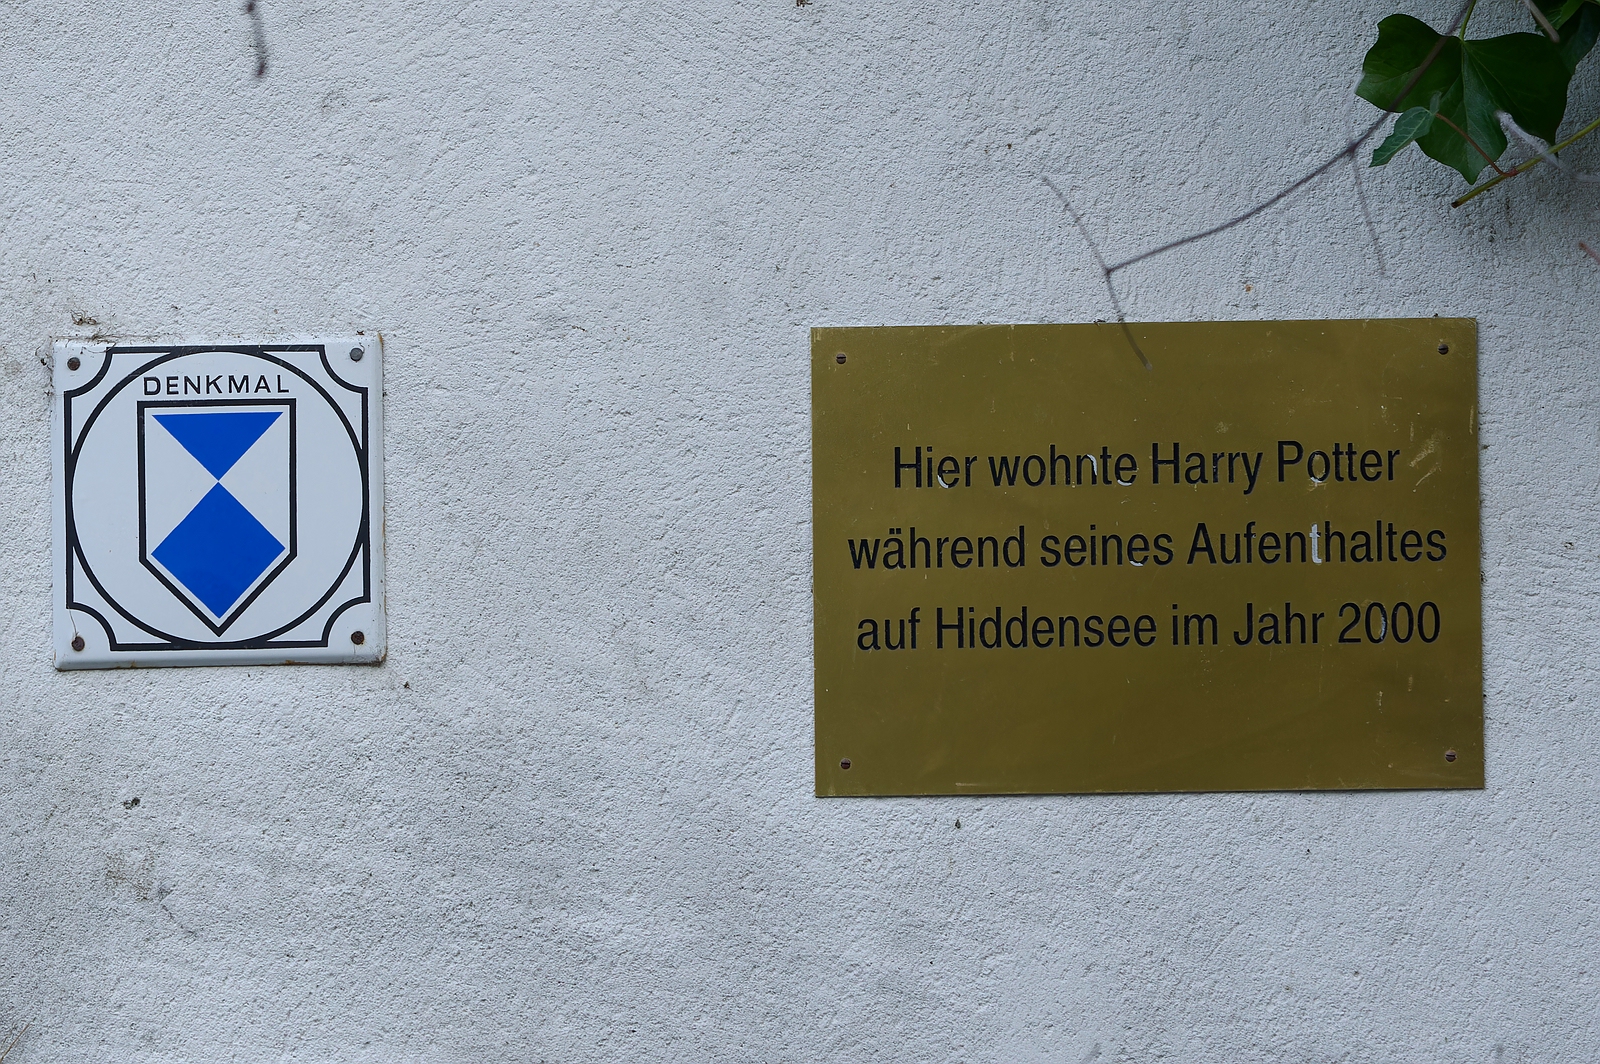 DENKMAL
Hier wohnte Harry Potter
während seines Aufenthaltes
auf Hiddensee im Jahr 2000